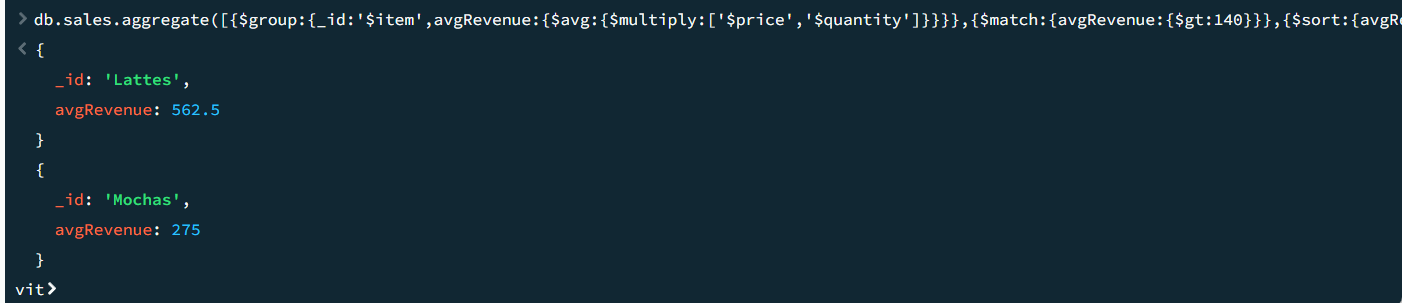 > db.sales.aggregate([{$group:{_id:'$item',avgRevenue:{$avg:{$multiply:['$price','$quantity']}}}},{$match:{avgRevenue:{$gt:140}}},{$sort:{avgR
< {
_id: 'Lattes',
avgRevenue: 562.5
}
{
_id: 'Mochas',
avgRevenue: 275
}
vit>